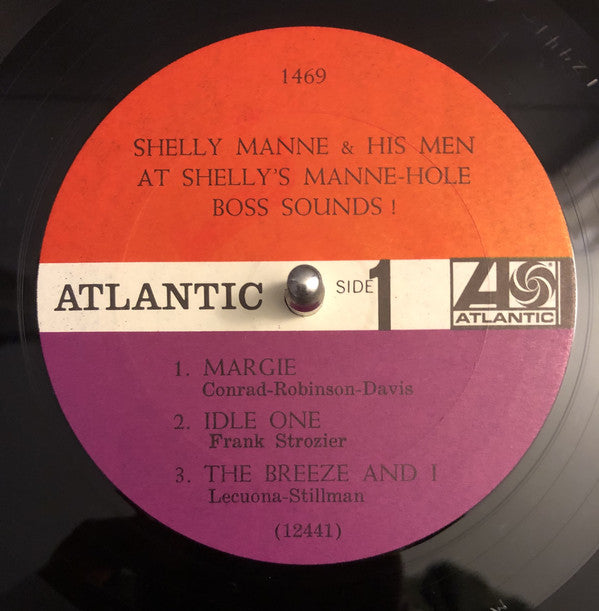 1469
SHELLY MANNE & HIS MEN
AT SHELLY'S MANNE-HOLE
BOSS SOUNDS !
ATLANTIC SIDE 1 A ATLANTIC
1. MARGIE
Conrad-Robinson-Davis
2. IDLE ONE
Frank Strozier
3. THE BREEZE AND I
Lecuona-Stillman
(12441)